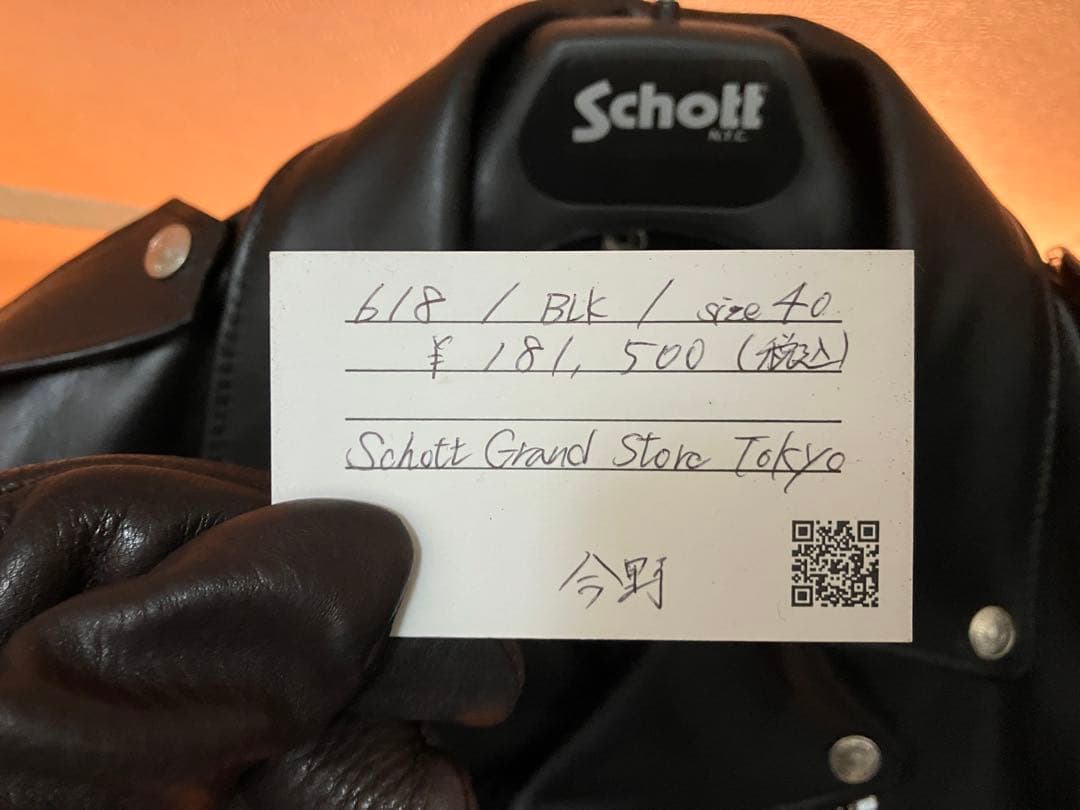 Schott
N.Y.C.
618 / BLK / size 40
¥ 181,500 (税込)
Schott Grand Store Tokyo
今野